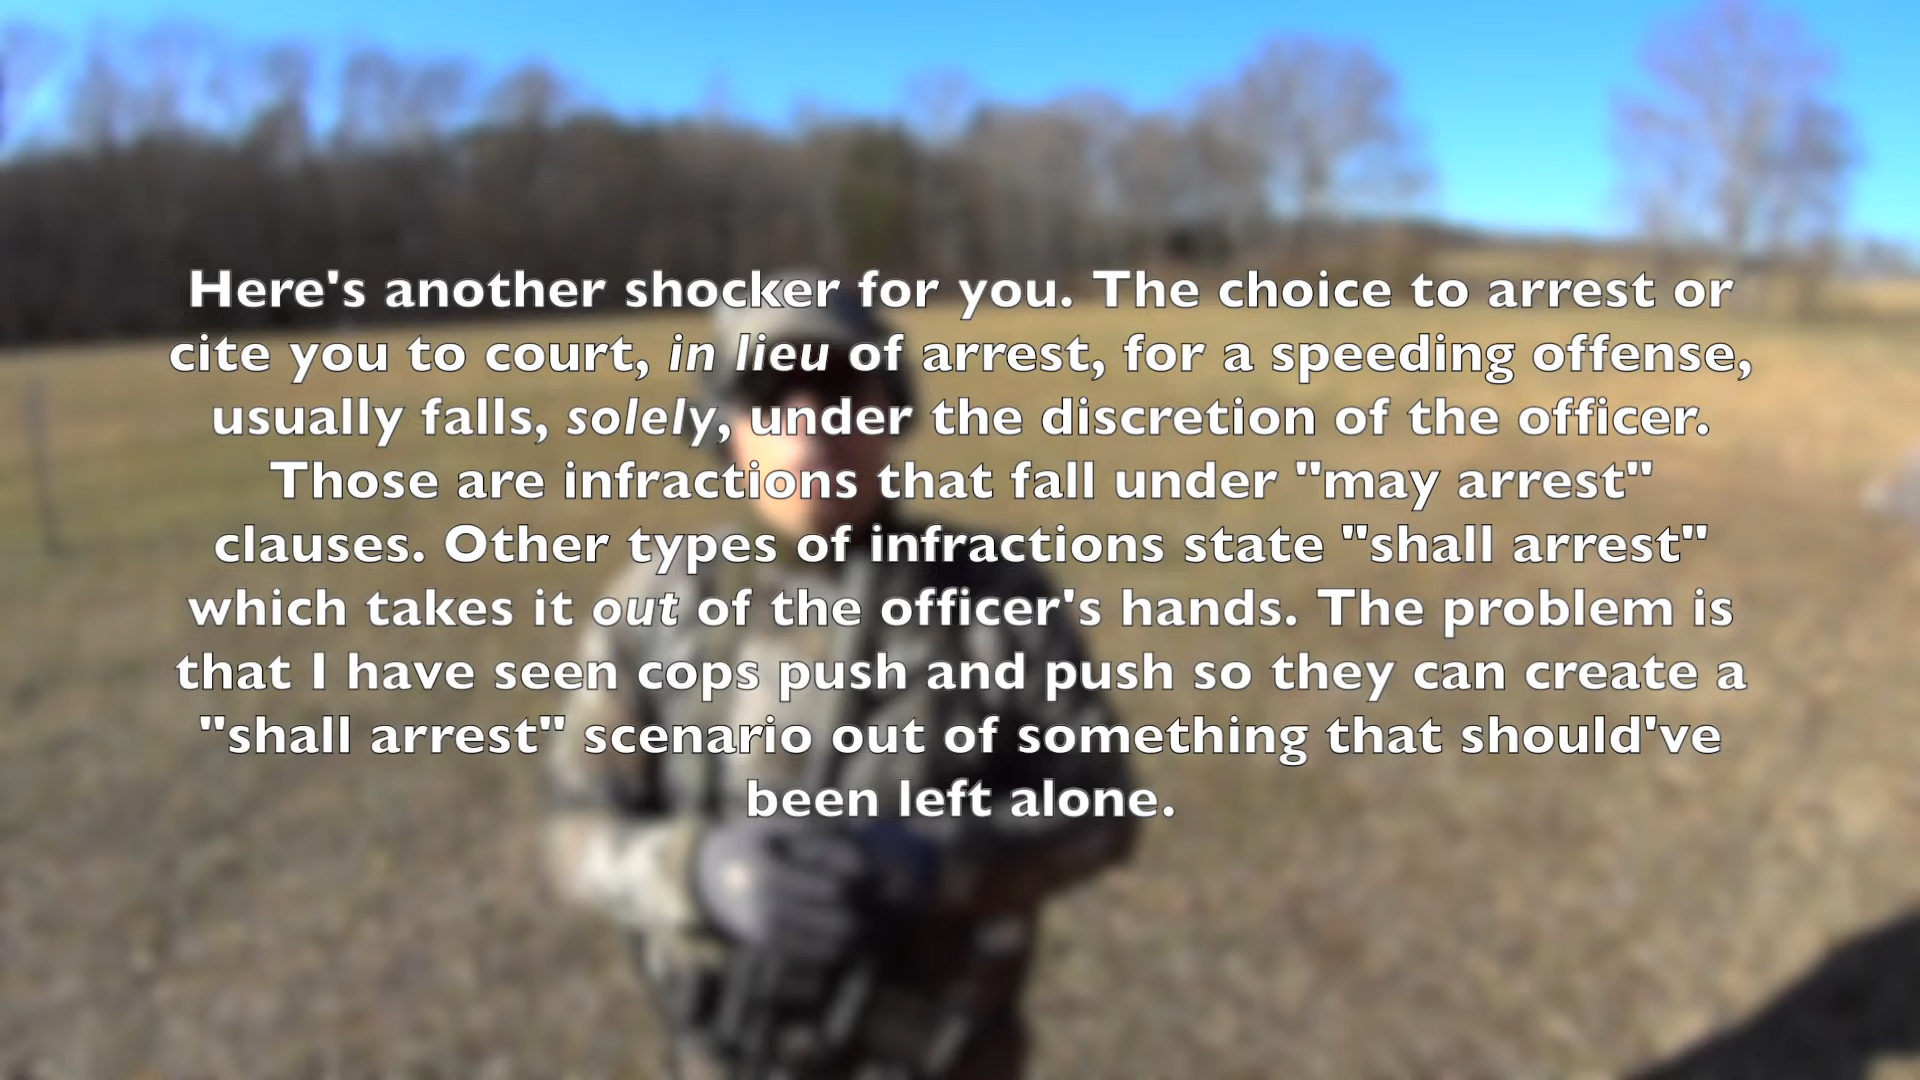 Here's another shocker for you. The choice to arrest or
cite you to court, in lieu of arrest, for a speeding offense,
usually falls, solely, under the discretion of the officer.
Those are infractions that fall under "may arrest"
clauses. Other types of infractions state "shall arrest"
which takes it out of the officer's hands. The problem is
that I have seen cops push and push so they can create a
"shall arrest" scenario out of something that should've
been left alone.